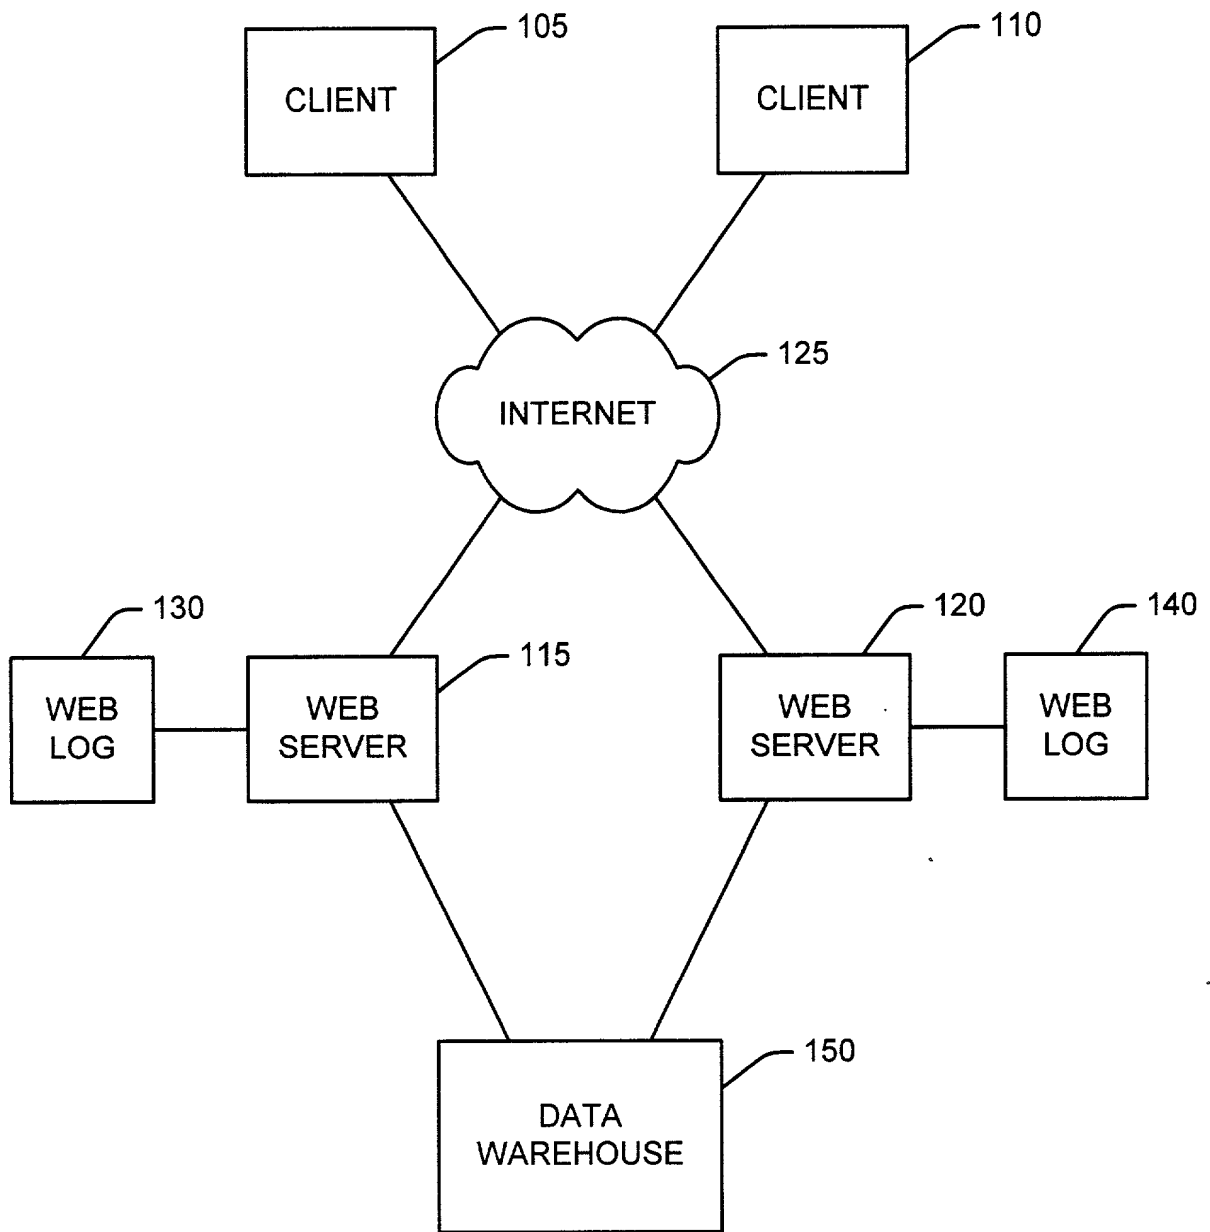 105
110
CLIENT
CLIENT
125
INTERNET
130
120
140
115
WEB
LOG
WEB
SERVER
WEB
SERVER
WEB
LOG
150
DATA
WAREHOUSE